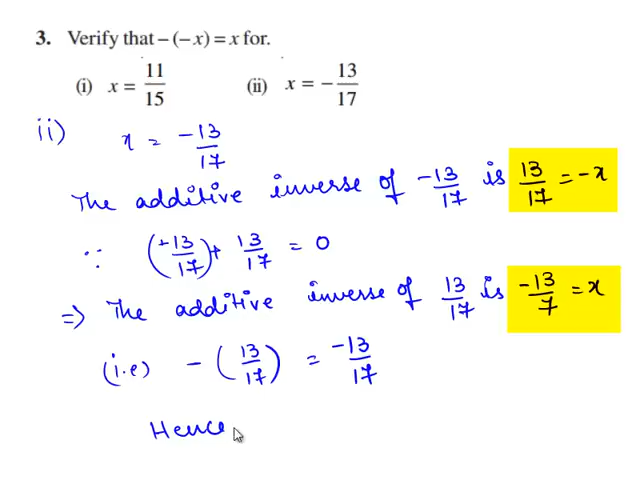 3. Verify that – (– x) = x for.
(i) x = 11/15 (ii) x = – 13/17
ii) x = -13/17
The additive inverse of -13/17 is 13/17 = -x
∵ (-13/17) + 13/17 = 0
⇒ The additive inverse of 13/17 is -13/7 = x
(i.e) - (13/17) = -13/17
Hence